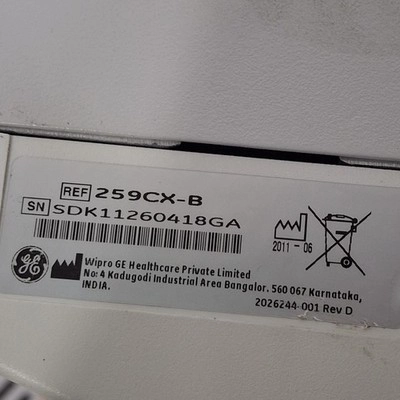 REF 259CX-B
SN SDK11260418GA
2011-06
GE
Wipro GE Healthcare Private Limited
No:4 Kadugodi Industrial Area Bangalor. 560 067 Karnataka,
INDIA.
2026244-001 Rev D